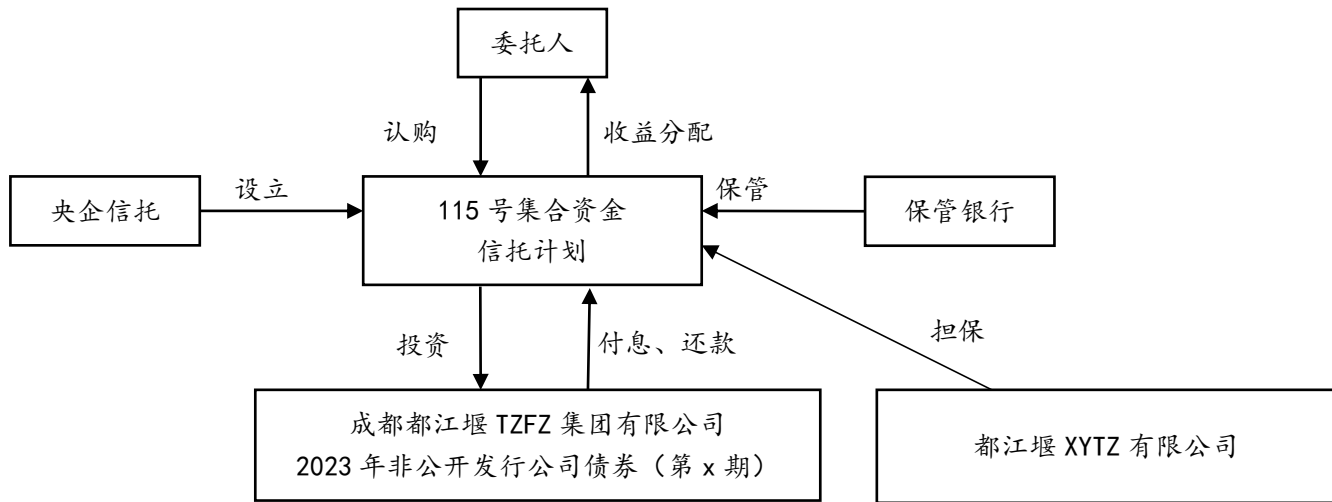 委托人
认购
收益分配
央企信托
设立
115 号集合资金
信托计划
保管
保管银行
投资
付息、还款
担保
成都都江堰 TZFZ 集团有限公司
2023 年非公开发行公司债券（第 x 期）
都江堰 XYTZ 有限公司